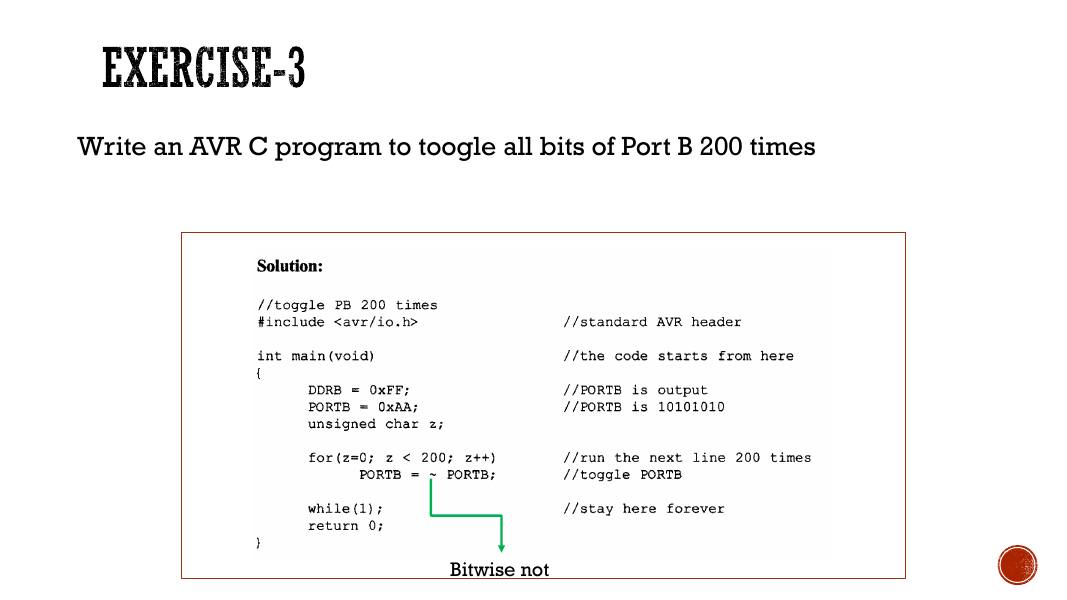 EXERCISE-3
Write an AVR C program to toogle all bits of Port B 200 times
Solution:
//toggle PB 200 times
#include <avr/io.h> //standard AVR header
int main(void) //the code starts from here
{
DDRB = 0xFF; //PORTB is output
PORTB = 0xAA; //PORTB is 10101010
unsigned char z;
for(z=0; z < 200; z++) //run the next line 200 times
PORTB = ~ PORTB; //toggle PORTB
while(1); //stay here forever
return 0;
}
Bitwise not